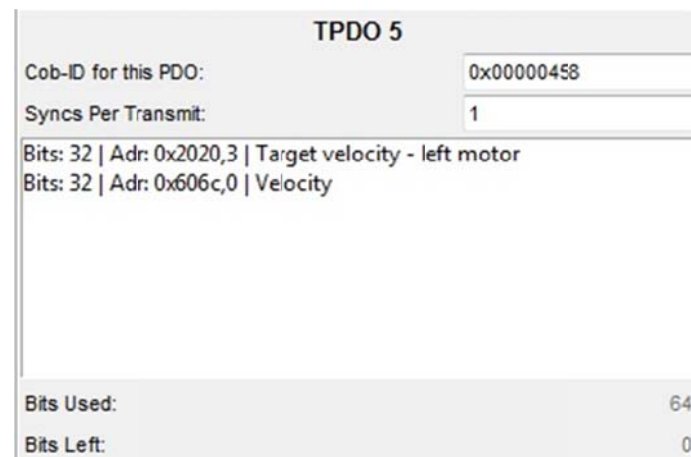 TPDO 5
Cob-ID for this PDO: 0x00000458
Syncs Per Transmit: 1
Bits: 32 | Adr: 0x2020,3 | Target velocity - left motor
Bits: 32 | Adr: 0x606c,0 | Velocity
Bits Used: 64
Bits Left: 0